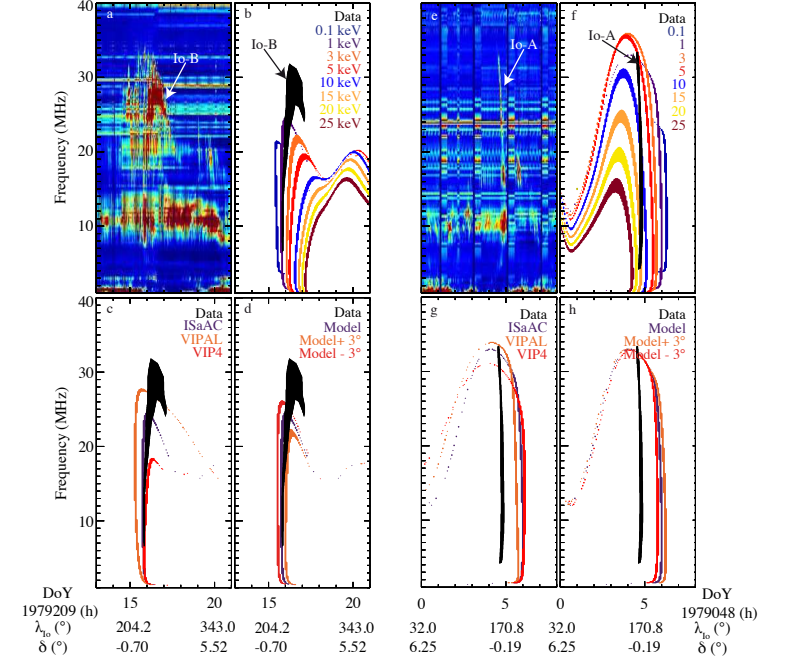 a
Io-B
b
Data
0.1 keV
1 keV
3 keV
5 keV
10 keV
15 keV
20 keV
25 keV
Io-B
e
Io-A
f
Data
0.1
1
3
5
10
15
20
25
Io-A
40
30
20
10
Frequency (MHz)
c
Data
ISaAC
VIPAL
VIP4
d
Data
Model
Model+ 3°
Model - 3°
g
Data
ISaAC
VIPAL
VIP4
h
Data
Model
Model+ 3°
Model - 3°
40
30
20
10
Frequency (MHz)
DoY
1979209 (h)
λIo (°)
δ (°)
15 20 15 20 0 5 0 5
204.2 343.0 204.2 343.0 32.0 170.8 32.0 170.8
-0.70 5.52 -0.70 5.52 6.25 -0.19 6.25 -0.19
DoY
1979048 (h)
λIo (°)
δ (°)